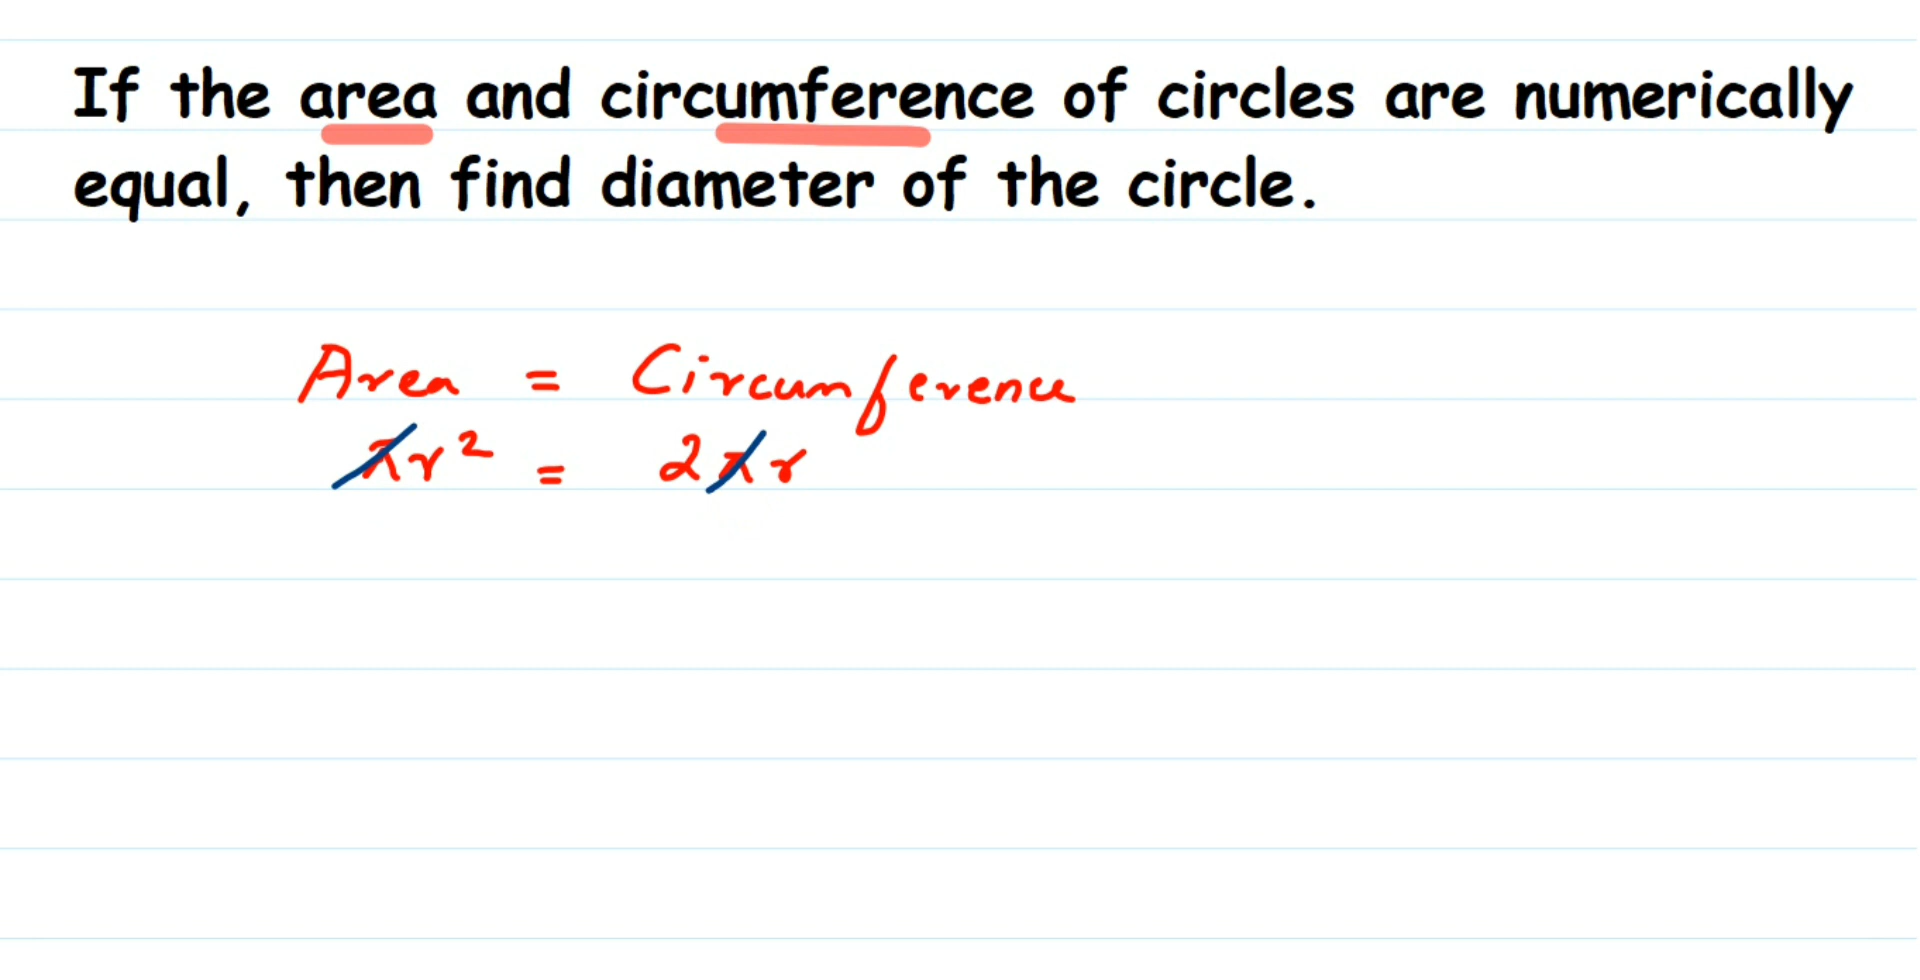 If the area and circumference of circles are numerically
equal, then find diameter of the circle.
Area = Circumference
πr² = 2πr